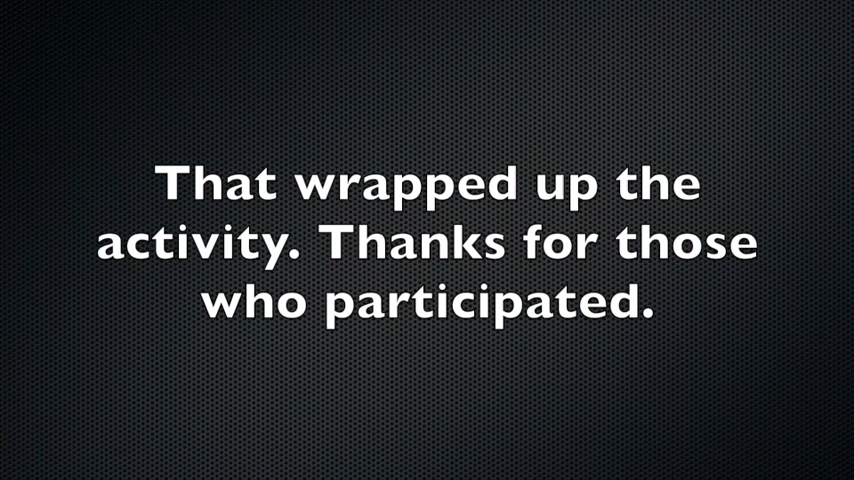 That wrapped up the
activity. Thanks for those
who participated.